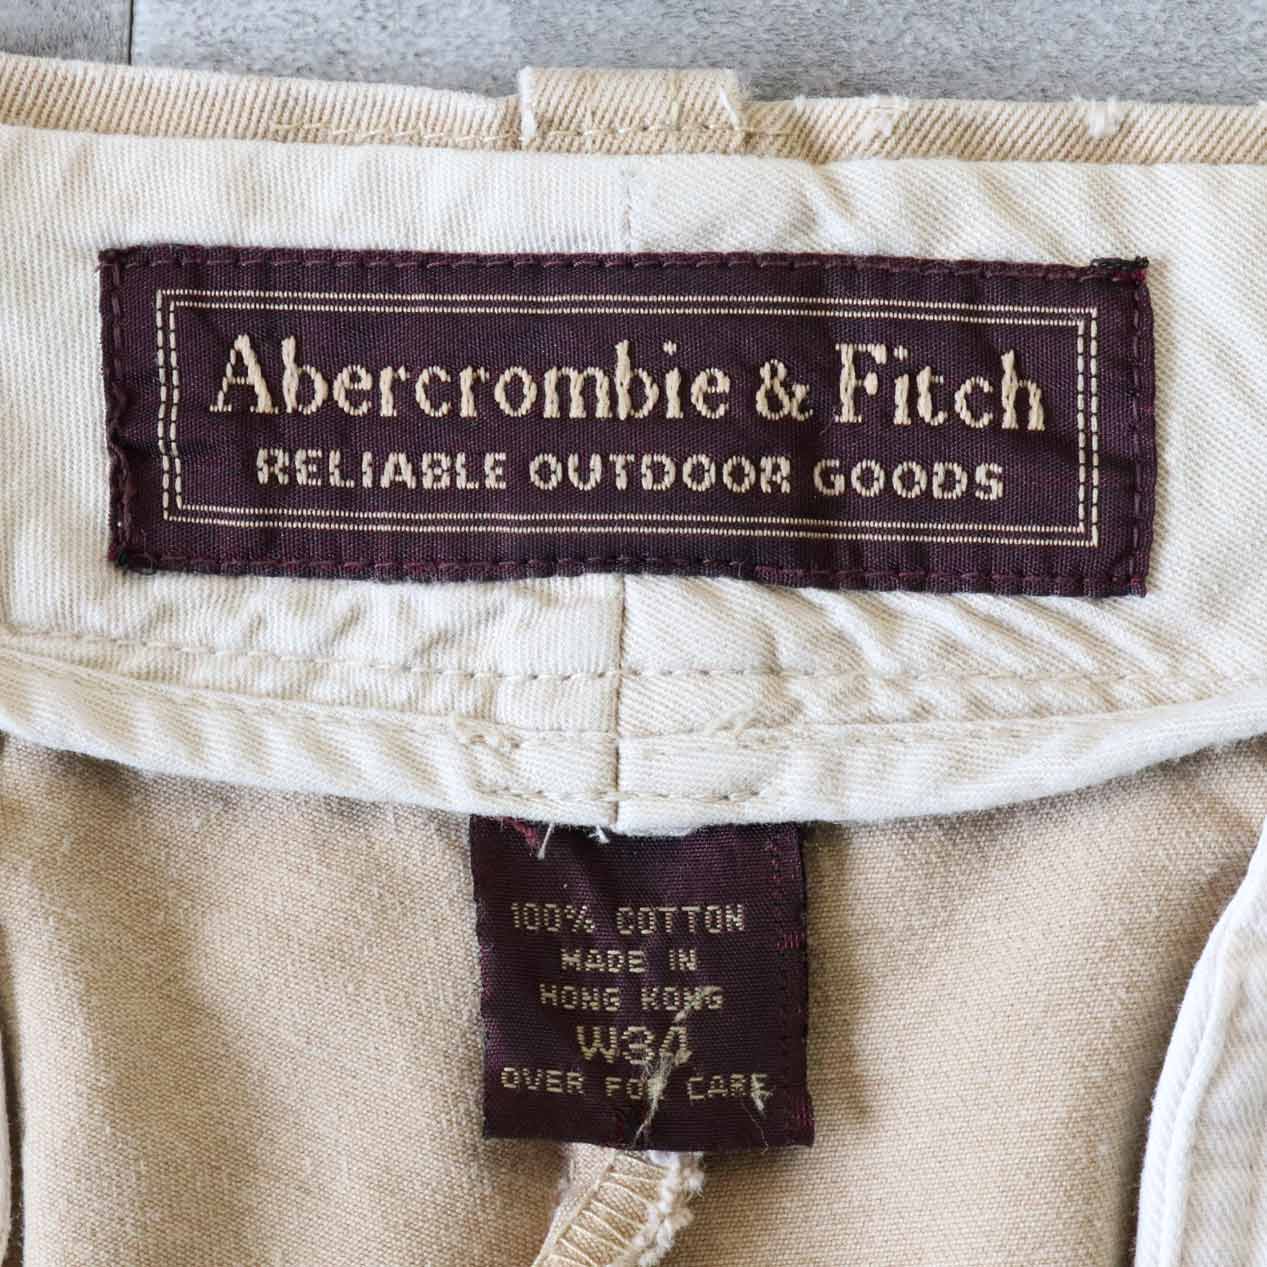 Abercrombie & Fitch
RELIABLE OUTDOOR GOODS
100% COTTON
MADE IN
HONG KONG
W34
OVER FOR CARE